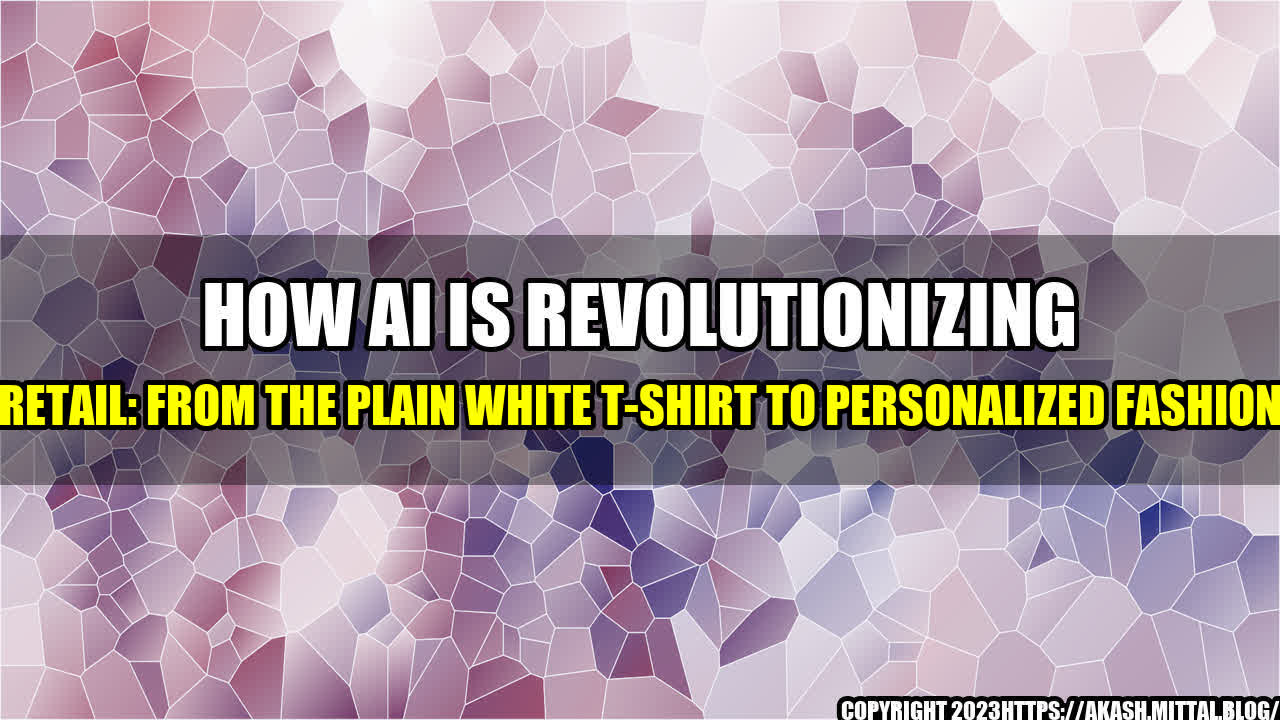 HOW AI IS REVOLUTIONIZING
RETAIL: FROM THE PLAIN WHITE T-SHIRT TO PERSONALIZED FASHION
COPYRIGHT 2023HTTPS://AKASH.MITTAL.BLOG/